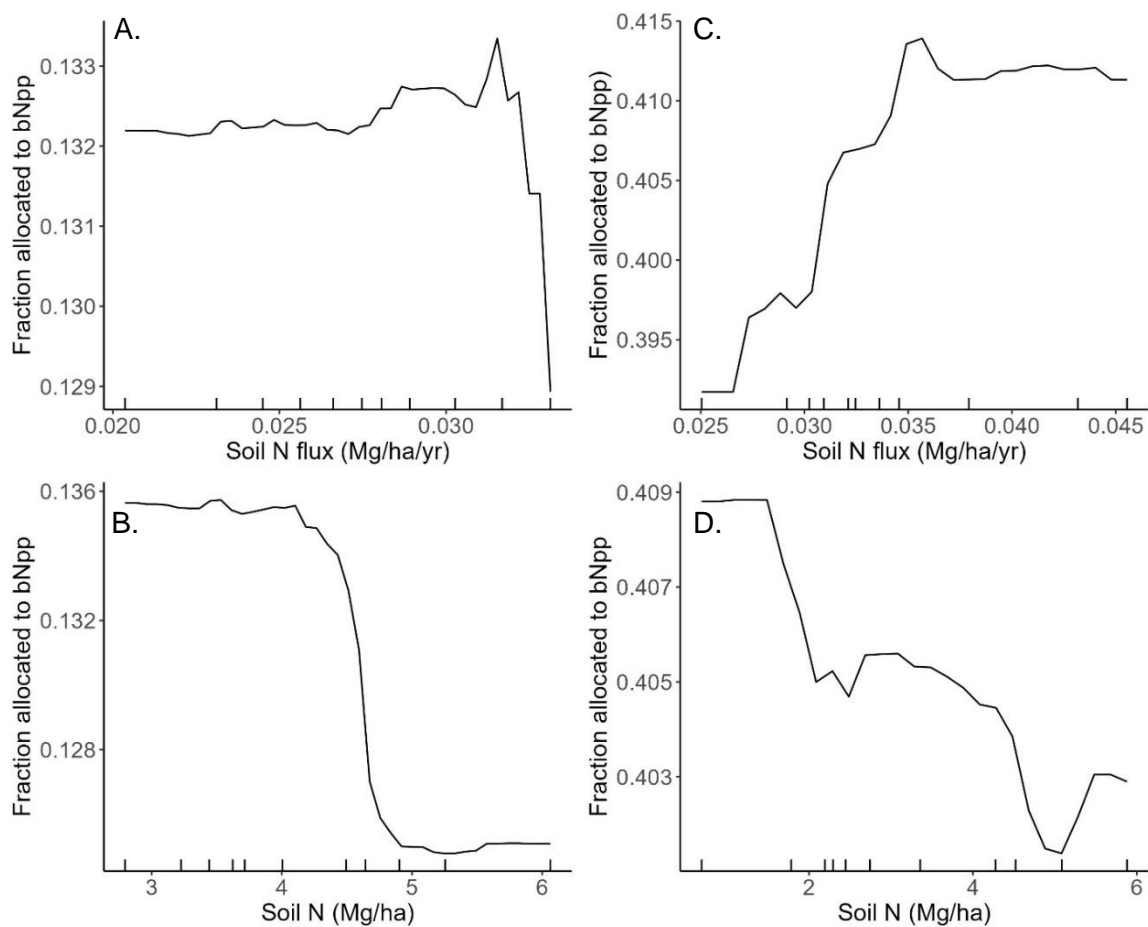 A.
Fraction allocated to bNpp
0.133
0.132
0.131
0.130
0.129
0.020 0.025 0.030
Soil N flux (Mg/ha/yr)
C.
Fraction allocated to bNpp)
0.415
0.410
0.405
0.400
0.395
0.025 0.030 0.035 0.040 0.045
Soil N flux (Mg/ha/yr)
B.
Fraction allocated to bNpp
0.136
0.132
0.128
3 4 5 6
Soil N (Mg/ha)
D.
Fraction allocated to bNpp
0.409
0.407
0.405
0.403
2 4 6
Soil N (Mg/ha)